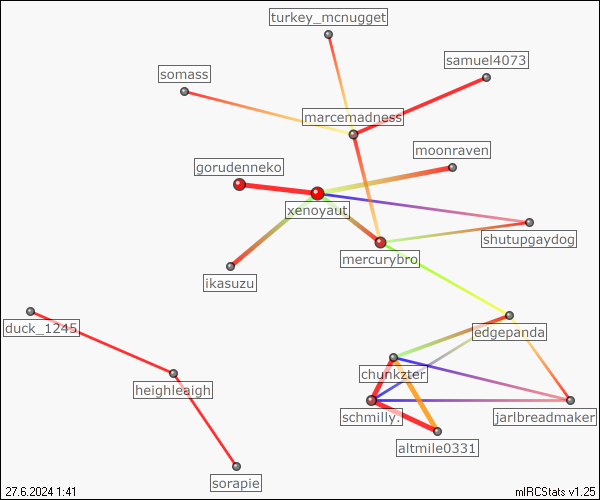 turkey_mcnugget
samuel4073
somass
marcemadness
moonraven
gorudenneko
xenoyaut
shutupgaydog
mercurybro
ikasuzu
duck_1245
edgepanda
chunkzter
heighleaigh
schmilly.
jarlbreadmaker
altmile0331
sorapie
27.6.2024 1:41
mIRCStats v1.25